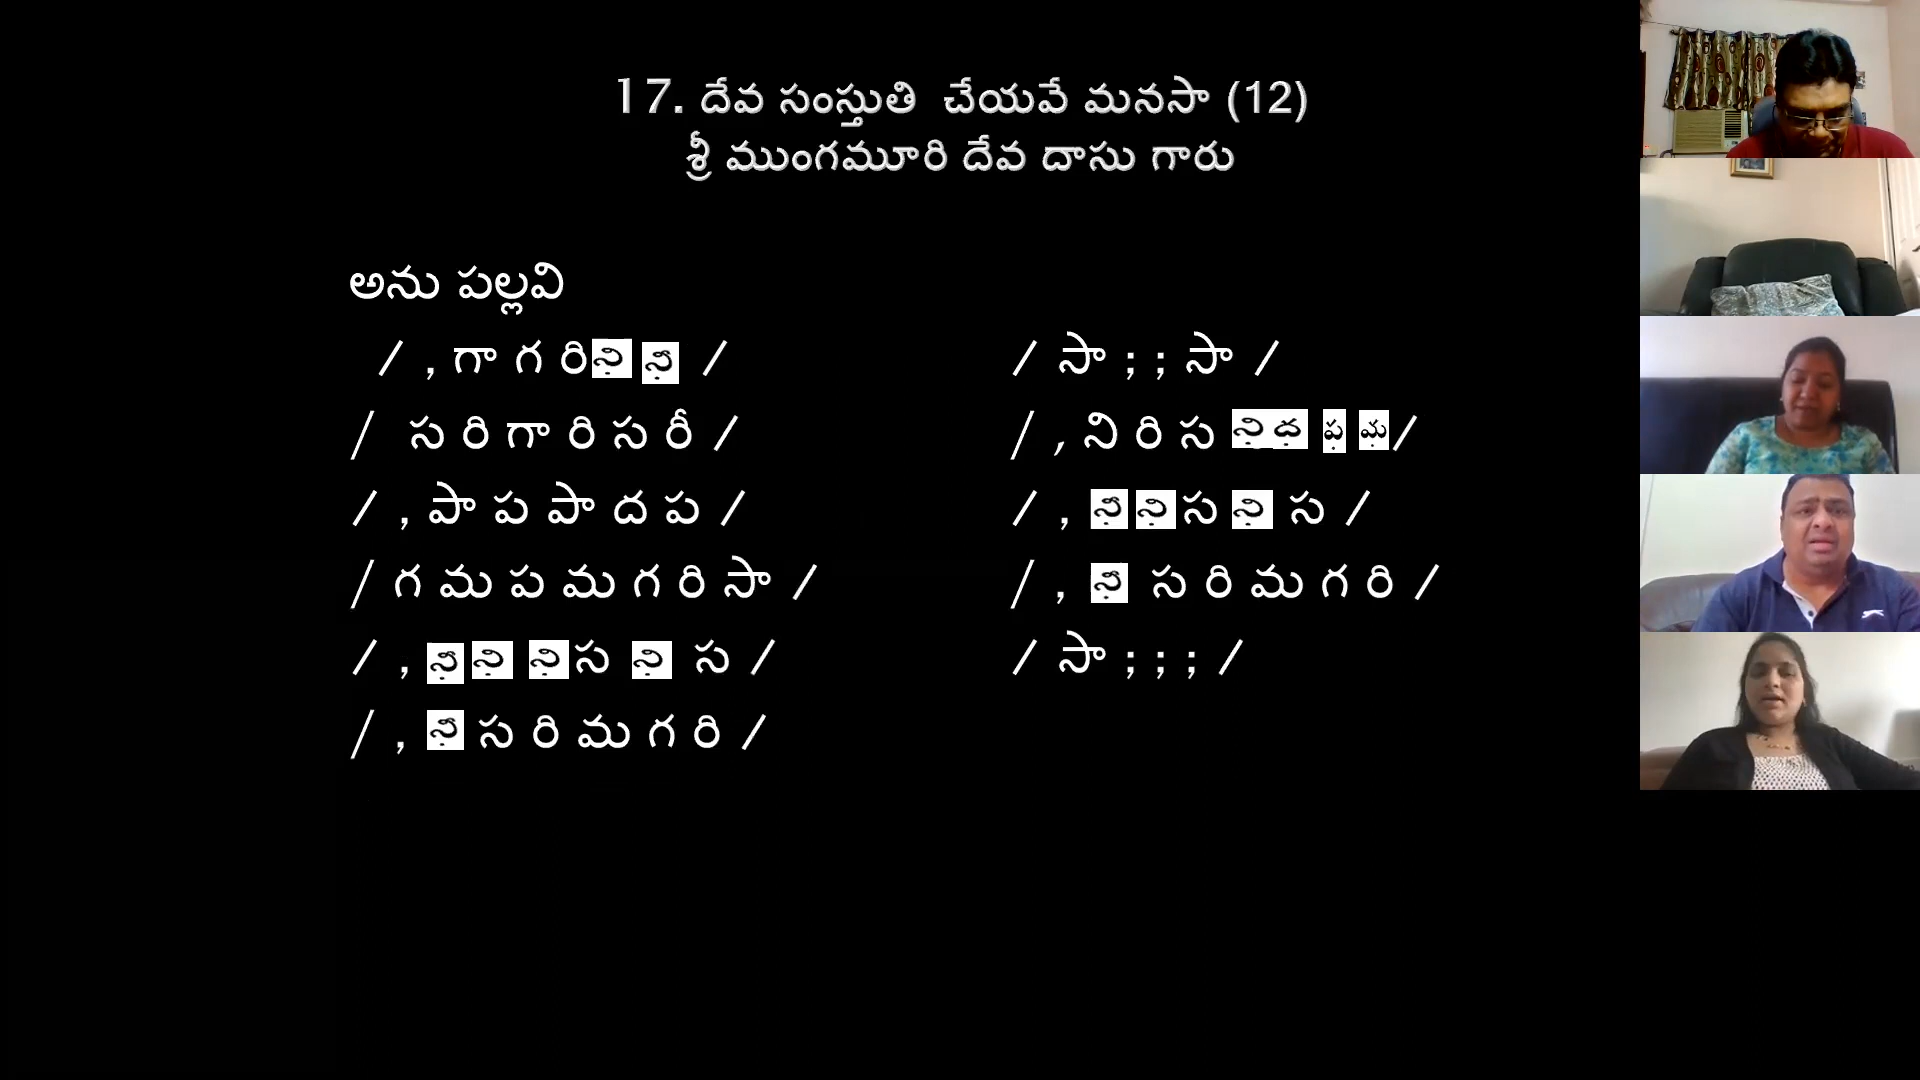 17. దేవ సంస్తుతి చేయవే మనసా (12)
శ్రీ ముంగమూరి దేవ దాసు గారు
అను పల్లవి
/ , గా గ రి ని నీ /
/ స రి గా రి స రీ /
/ , పా ప పా ద ప /
/ గ మ ప మ గ రి సా /
/ , నీ ని ని స ని స /
/ , నీ స రి మ గ రి /
/ సా ; ; సా /
/ , ని రి స ని ద ప మ /
/ , నీ ని స ని స /
/ , నీ స రి మ గ రి /
/ సా ; ; ; /